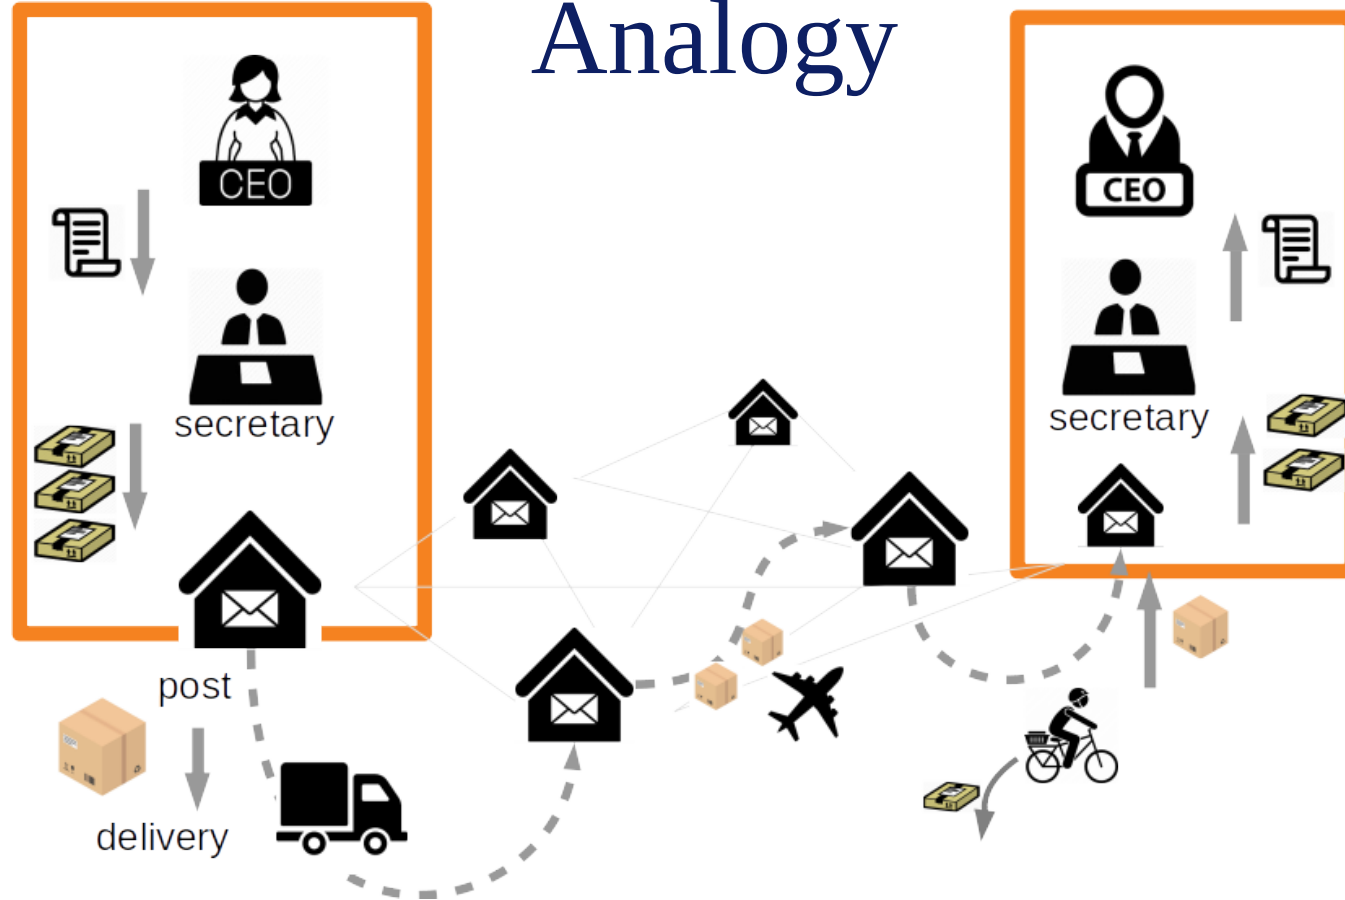 Analogy
CEO
secretary
post
delivery
CEO
secretary